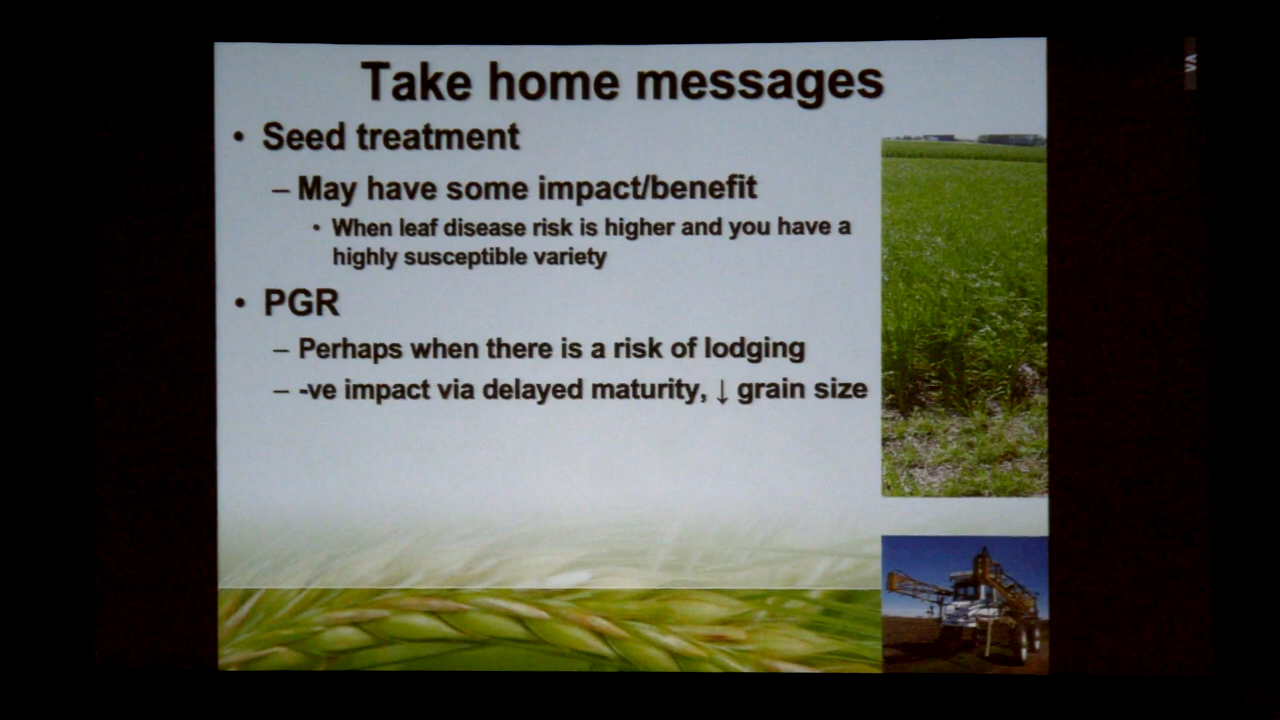 Take home messages
• Seed treatment
– May have some impact/benefit
• When leaf disease risk is higher and you have a
highly susceptible variety
• PGR
– Perhaps when there is a risk of lodging
– -ve impact via delayed maturity, ↓ grain size